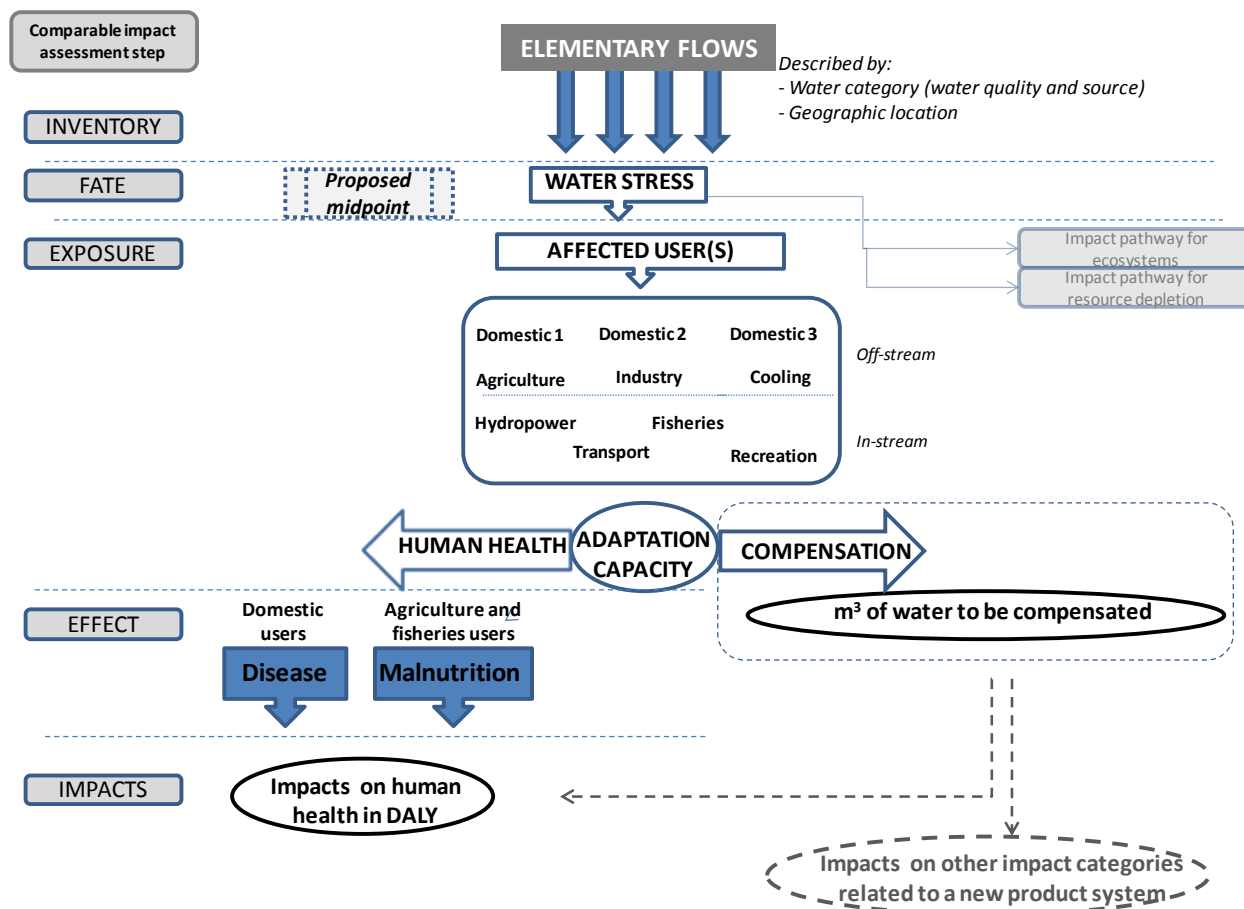 Comparable impact
assessment step
ELEMENTARY FLOWS
Described by:
- Water category (water quality and source)
- Geographic location
INVENTORY
FATE
Proposed
midpoint
WATER STRESS
EXPOSURE
AFFECTED USER(S)
Impact pathway for
ecosystems
Impact pathway for
resource depletion
Domestic 1
Domestic 2
Domestic 3
Off-stream
Agriculture
Industry
Cooling
Hydropower
Fisheries
In-stream
Transport
Recreation
HUMAN HEALTH
ADAPTATION
CAPACITY
COMPENSATION
EFFECT
Domestic
users
Agriculture and
fisheries users
m³ of water to be compensated
Disease
Malnutrition
IMPACTS
Impacts on human
health in DALY
Impacts on other impact categories
related to a new product system